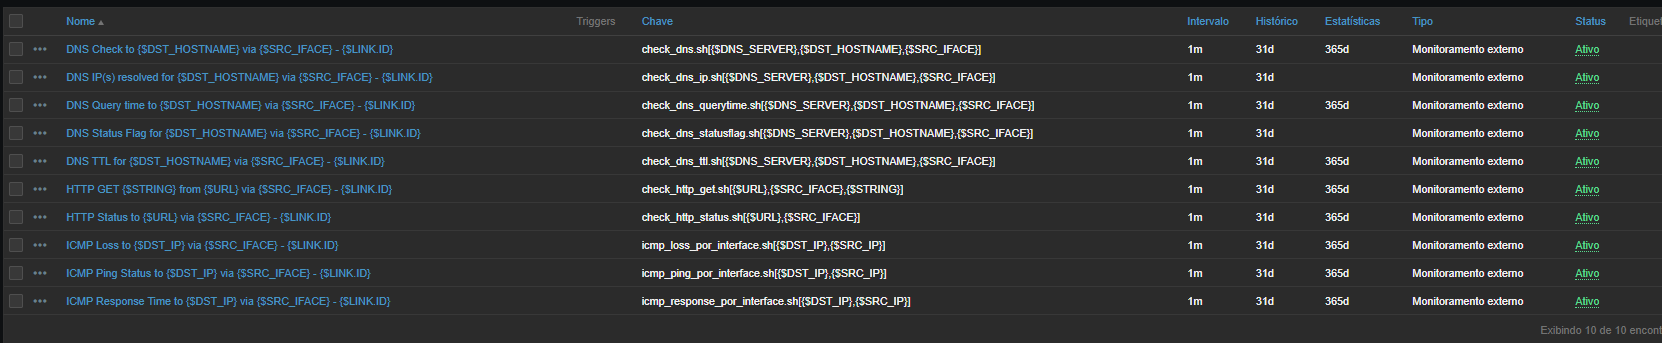 Nome Triggers Chave Intervalo Histórico Estatísticas Tipo Status Etiquet
DNS Check to {$DST_HOSTNAME} via {$SRC_IFACE} - {$LINK.ID} check_dns.sh[{$DNS_SERVER},{$DST_HOSTNAME},{$SRC_IFACE}] 1m 31d 365d Monitoramento externo Ativo
DNS IP(s) resolved for {$DST_HOSTNAME} via {$SRC_IFACE} - {$LINK.ID} check_dns_ip.sh[{$DNS_SERVER},{$DST_HOSTNAME},{$SRC_IFACE}] 1m 31d Monitoramento externo Ativo
DNS Query time to {$DST_HOSTNAME} via {$SRC_IFACE} - {$LINK.ID} check_dns_querytime.sh[{$DNS_SERVER},{$DST_HOSTNAME},{$SRC_IFACE}] 1m 31d 365d Monitoramento externo Ativo
DNS Status Flag for {$DST_HOSTNAME} via {$SRC_IFACE} - {$LINK.ID} check_dns_statusflag.sh[{$DNS_SERVER},{$DST_HOSTNAME},{$SRC_IFACE}] 1m 31d Monitoramento externo Ativo
DNS TTL for {$DST_HOSTNAME} via {$SRC_IFACE} - {$LINK.ID} check_dns_ttl.sh[{$DNS_SERVER},{$DST_HOSTNAME},{$SRC_IFACE}] 1m 31d 365d Monitoramento externo Ativo
HTTP GET {$STRING} from {$URL} via {$SRC_IFACE} - {$LINK.ID} check_http_get.sh[{$URL},{$SRC_IFACE},{$STRING}] 1m 31d 365d Monitoramento externo Ativo
HTTP Status to {$URL} via {$SRC_IFACE} - {$LINK.ID} check_http_status.sh[{$URL},{$SRC_IFACE}] 1m 31d 365d Monitoramento externo Ativo
ICMP Loss to {$DST_IP} via {$SRC_IFACE} - {$LINK.ID} icmp_loss_por_interface.sh[{$DST_IP},{$SRC_IP}] 1m 31d 365d Monitoramento externo Ativo
ICMP Ping Status to {$DST_IP} via {$SRC_IFACE} - {$LINK.ID} icmp_ping_por_interface.sh[{$DST_IP},{$SRC_IP}] 1m 31d 365d Monitoramento externo Ativo
ICMP Response Time to {$DST_IP} via {$SRC_IFACE} - {$LINK.ID} icmp_response_por_interface.sh[{$DST_IP},{$SRC_IP}] 1m 31d 365d Monitoramento externo Ativo
Exibindo 10 de 10 encont